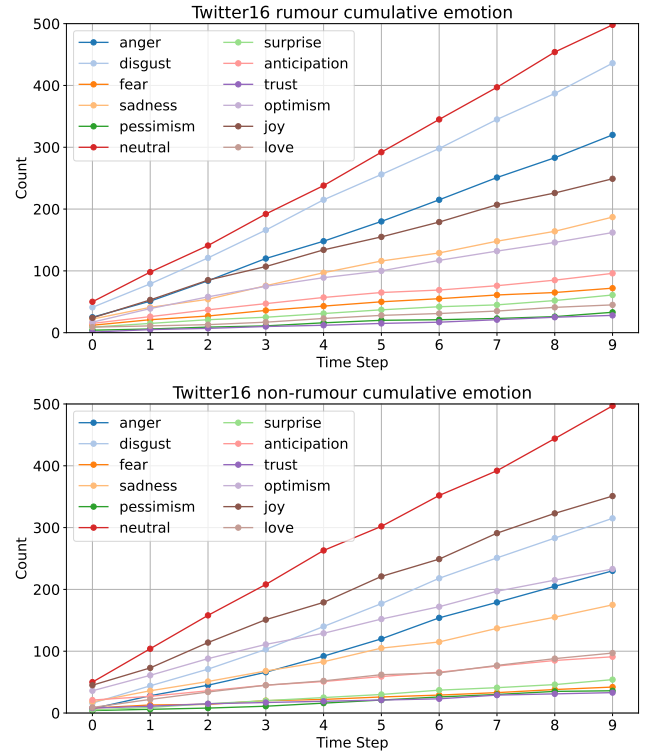 Twitter16 rumour cumulative emotion
500
400
300
200
100
0
Count
anger
disgust
fear
sadness
pessimism
neutral
surprise
anticipation
trust
optimism
joy
love
0 1 2 3 4 5 6 7 8 9
Time Step
Twitter16 non-rumour cumulative emotion
500
400
300
200
100
0
Count
anger
disgust
fear
sadness
pessimism
neutral
surprise
anticipation
trust
optimism
joy
love
0 1 2 3 4 5 6 7 8 9
Time Step